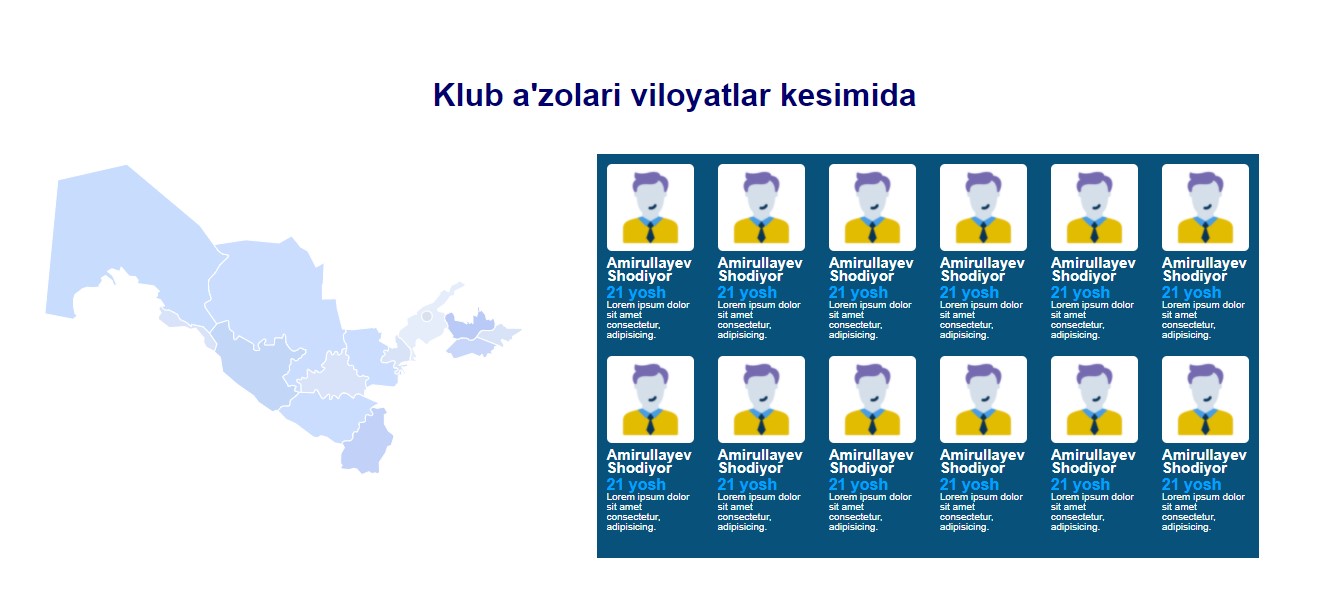 Klub a'zolari viloyatlar kesimida
Amirullayev
Shodiyor
21 yosh
Lorem ipsum dolor
sit amet
consectetur,
adipisicing.
Amirullayev
Shodiyor
21 yosh
Lorem ipsum dolor
sit amet
consectetur,
adipisicing.
Amirullayev
Shodiyor
21 yosh
Lorem ipsum dolor
sit amet
consectetur,
adipisicing.
Amirullayev
Shodiyor
21 yosh
Lorem ipsum dolor
sit amet
consectetur,
adipisicing.
Amirullayev
Shodiyor
21 yosh
Lorem ipsum dolor
sit amet
consectetur,
adipisicing.
Amirullayev
Shodiyor
21 yosh
Lorem ipsum dolor
sit amet
consectetur,
adipisicing.
Amirullayev
Shodiyor
21 yosh
Lorem ipsum dolor
sit amet
consectetur,
adipisicing.
Amirullayev
Shodiyor
21 yosh
Lorem ipsum dolor
sit amet
consectetur,
adipisicing.
Amirullayev
Shodiyor
21 yosh
Lorem ipsum dolor
sit amet
consectetur,
adipisicing.
Amirullayev
Shodiyor
21 yosh
Lorem ipsum dolor
sit amet
consectetur,
adipisicing.
Amirullayev
Shodiyor
21 yosh
Lorem ipsum dolor
sit amet
consectetur,
adipisicing.
Amirullayev
Shodiyor
21 yosh
Lorem ipsum dolor
sit amet
consectetur,
adipisicing.